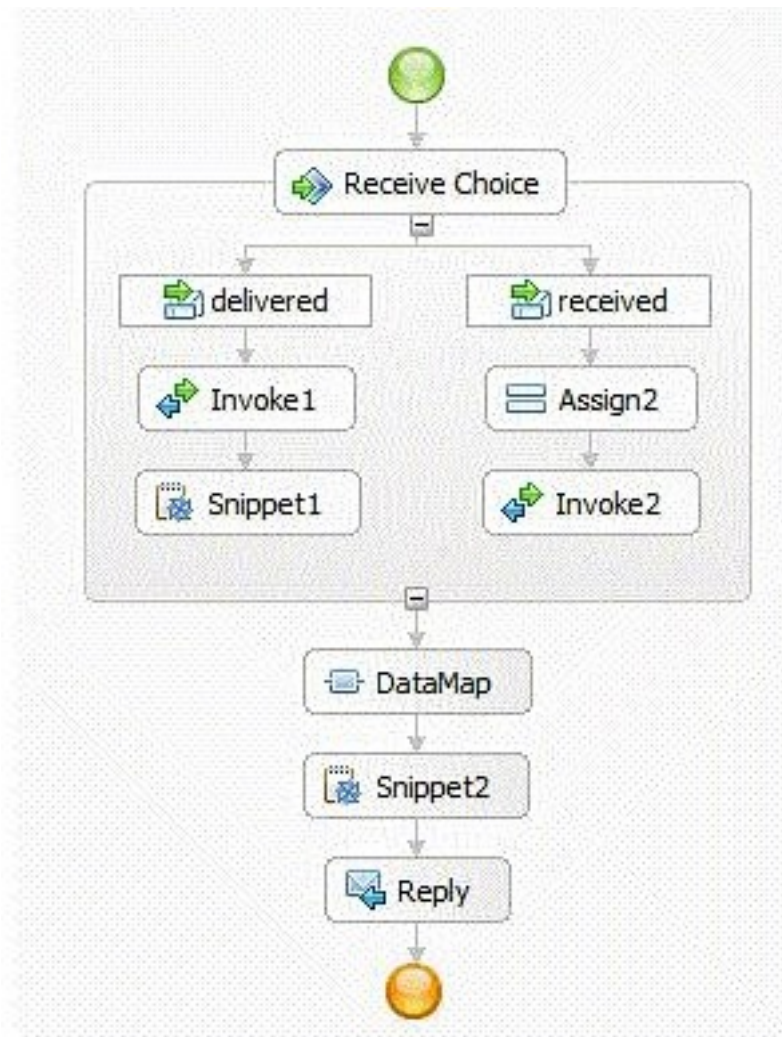 Receive Choice
delivered
received
Invoke1
Assign2
Snippet1
Invoke2
DataMap
Snippet2
Reply